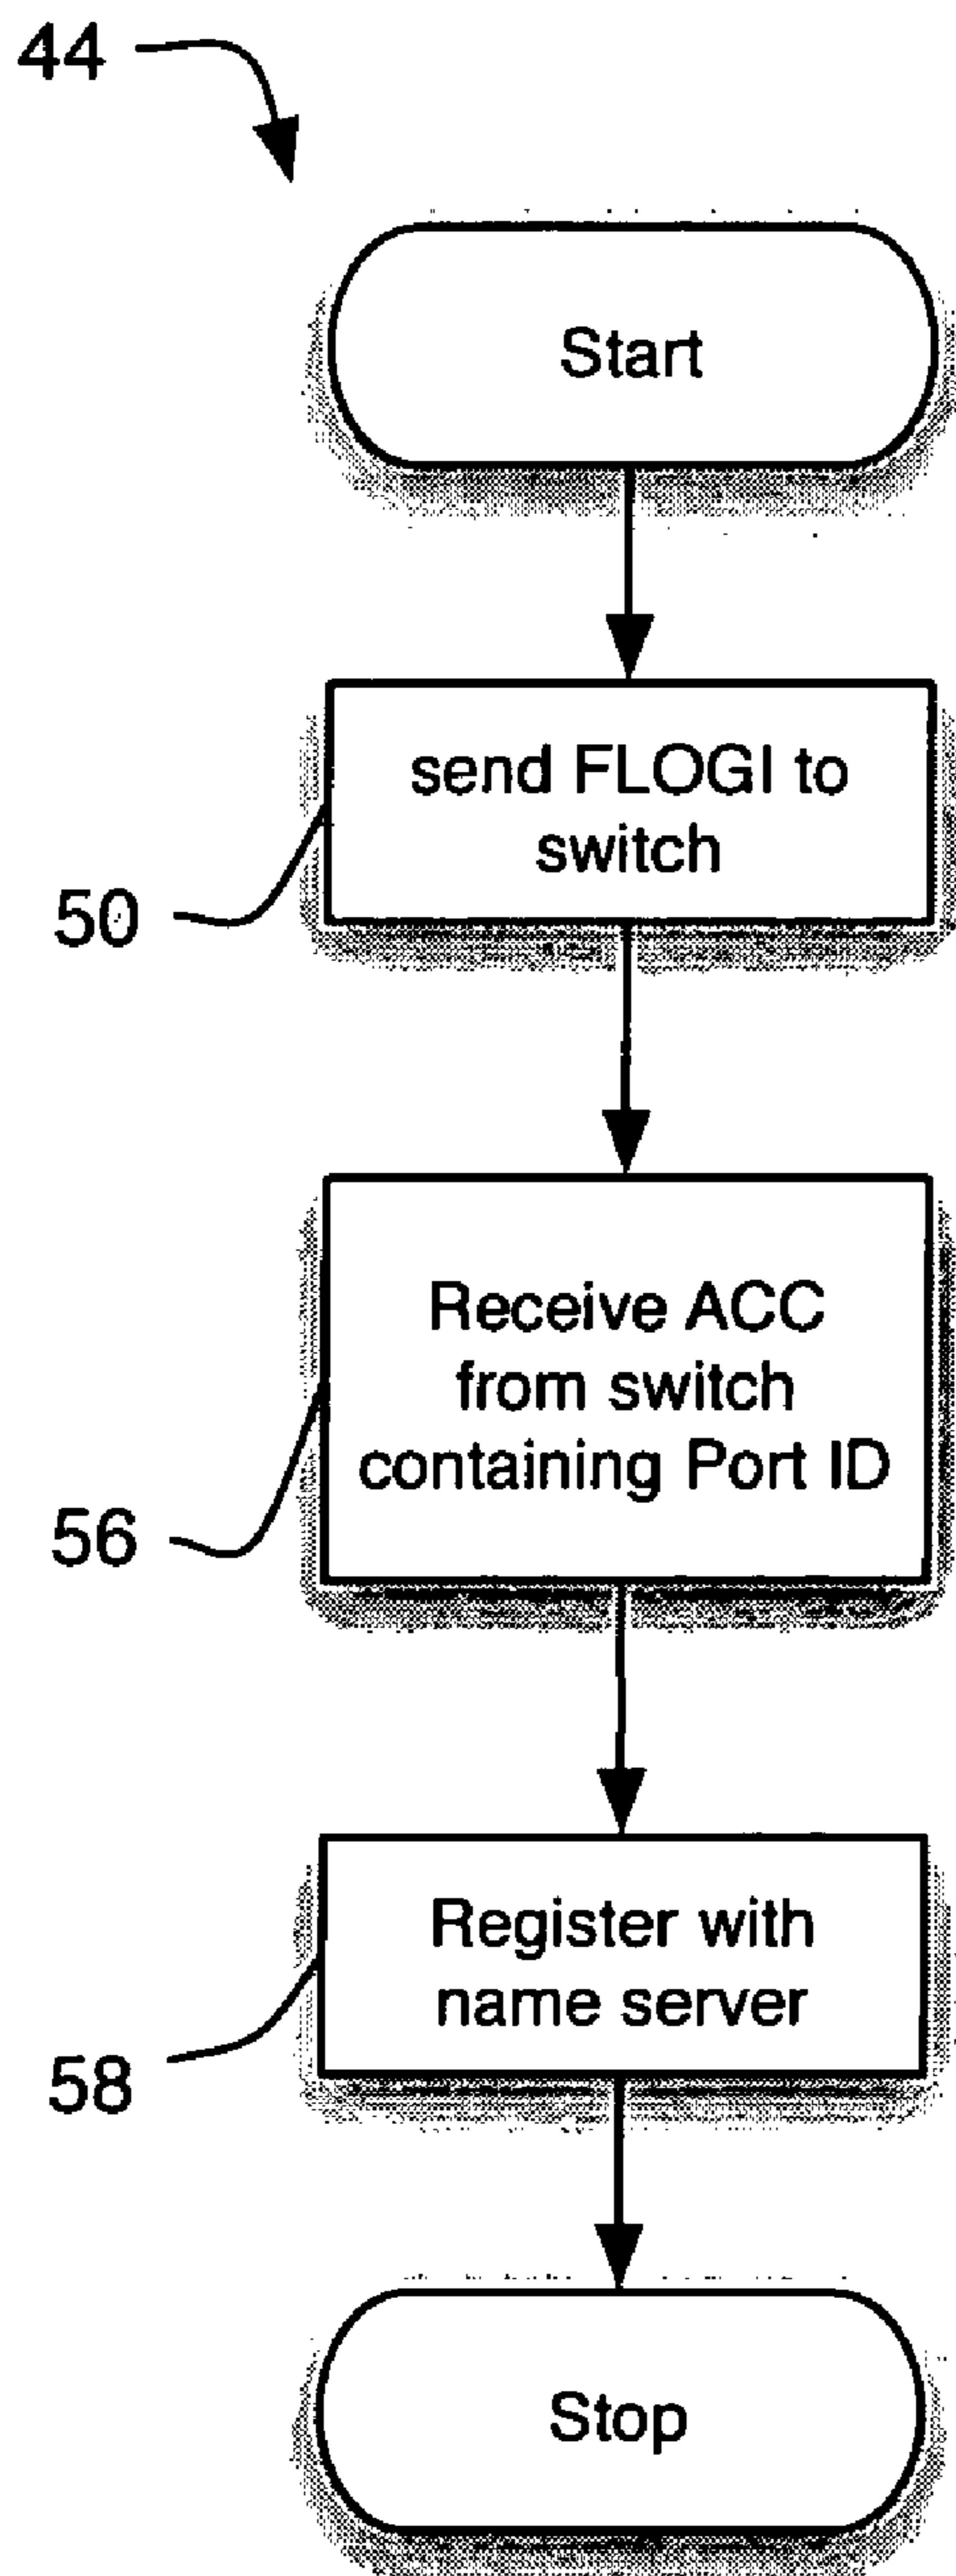 44
Start
send FLOGI to
switch
50
Receive ACC
from switch
containing Port ID
56
Register with
name server
58
Stop